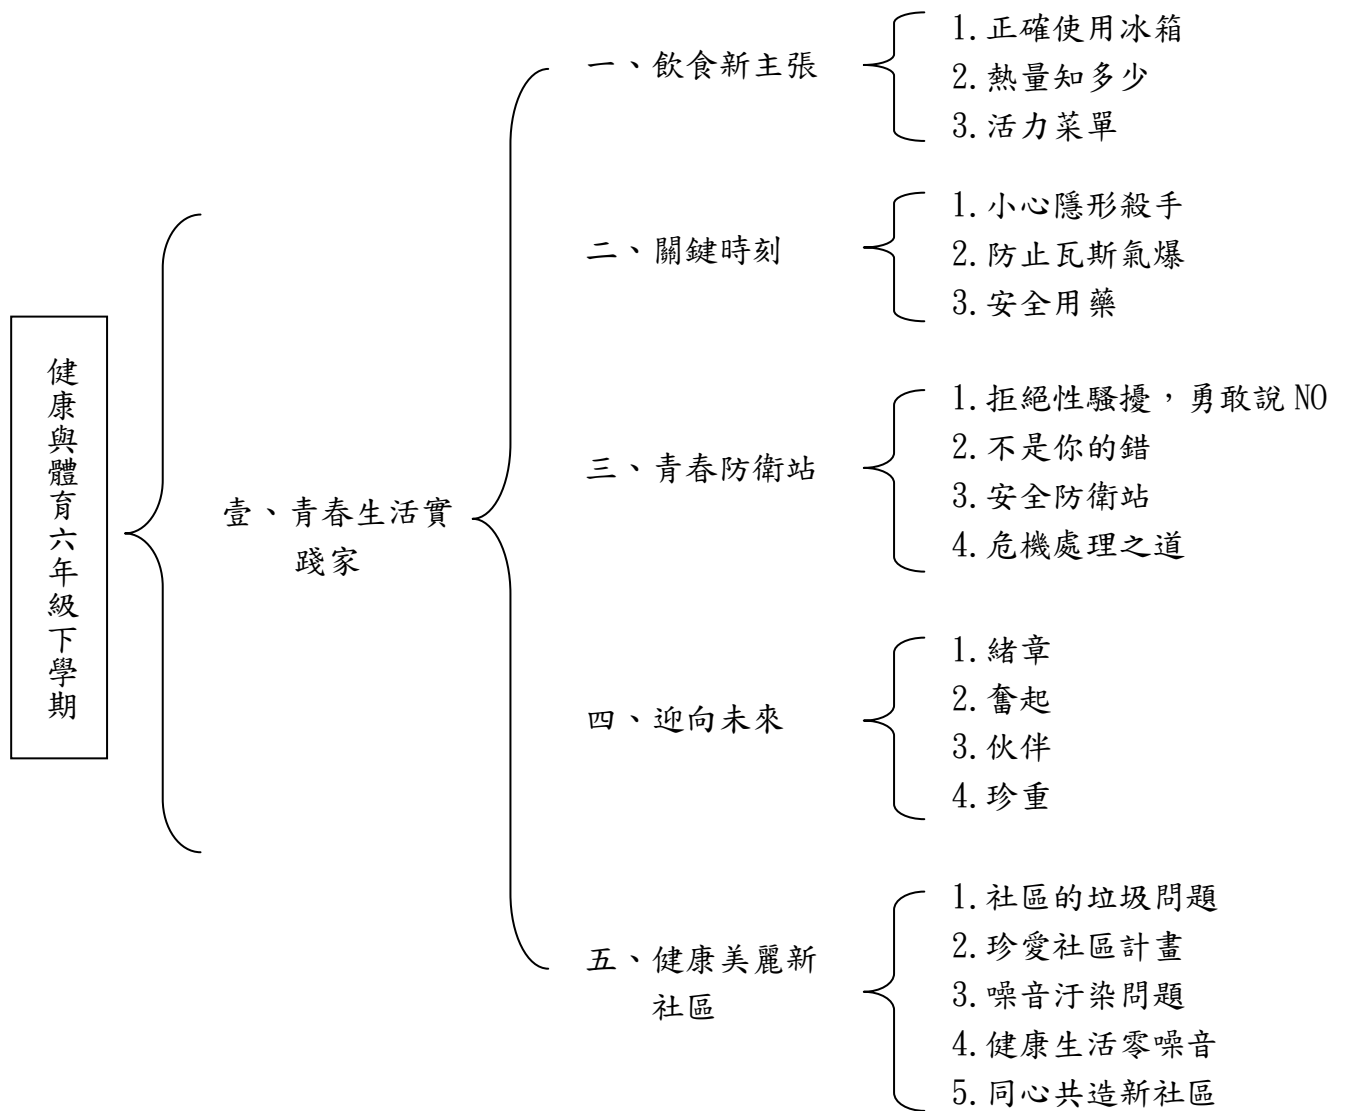 健康與體育六年級下學期
壹、青春生活實
踐家
一、飲食新主張
1.正確使用冰箱
2.熱量知多少
3.活力菜單
二、關鍵時刻
1.小心隱形殺手
2.防止瓦斯氣爆
3.安全用藥
三、青春防衛站
1.拒絕性騷擾，勇敢說 NO
2.不是你的錯
3.安全防衛站
4.危機處理之道
四、迎向未來
1.緒章
2.奮起
3.伙伴
4.珍重
五、健康美麗新
社區
1.社區的垃圾問題
2.珍愛社區計畫
3.噪音汙染問題
4.健康生活零噪音
5.同心共造新社區